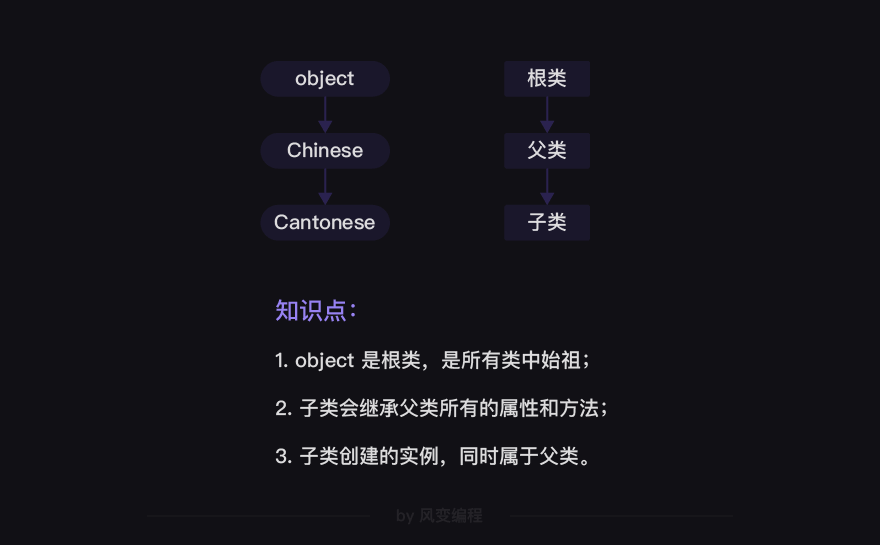 object 根类
Chinese 父类
Cantonese 子类
知识点：
1. object 是根类，是所有类中始祖；
2. 子类会继承父类所有的属性和方法；
3. 子类创建的实例，同时属于父类。
by 风变编程